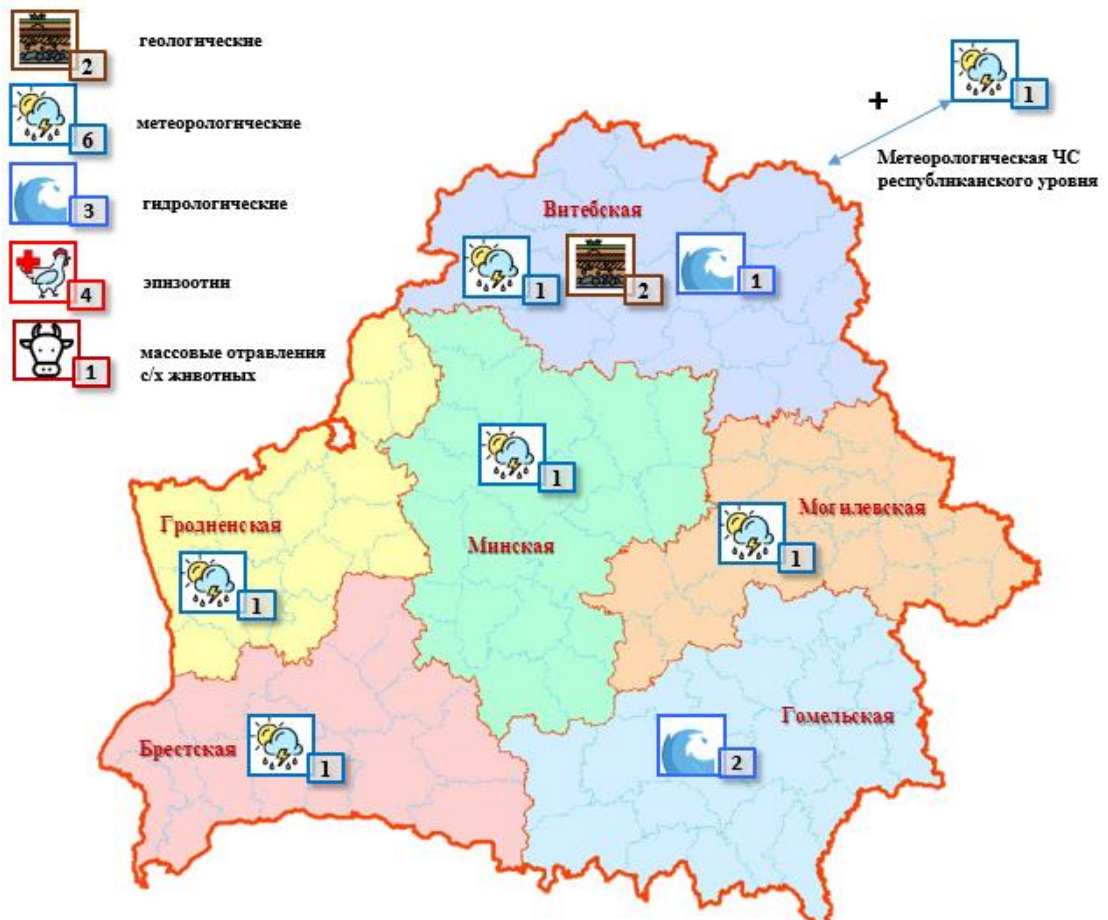 геологические
2
метеорологические
6
гидрологические
3
эпизоотии
4
массовые отравления
с/х животных
1
+
1
Метеорологическая ЧС
республиканского уровня
Витебская
1
2
1
1
Минская
Могилевская
1
Гродненская
1
Брестская
1
Гомельская
2